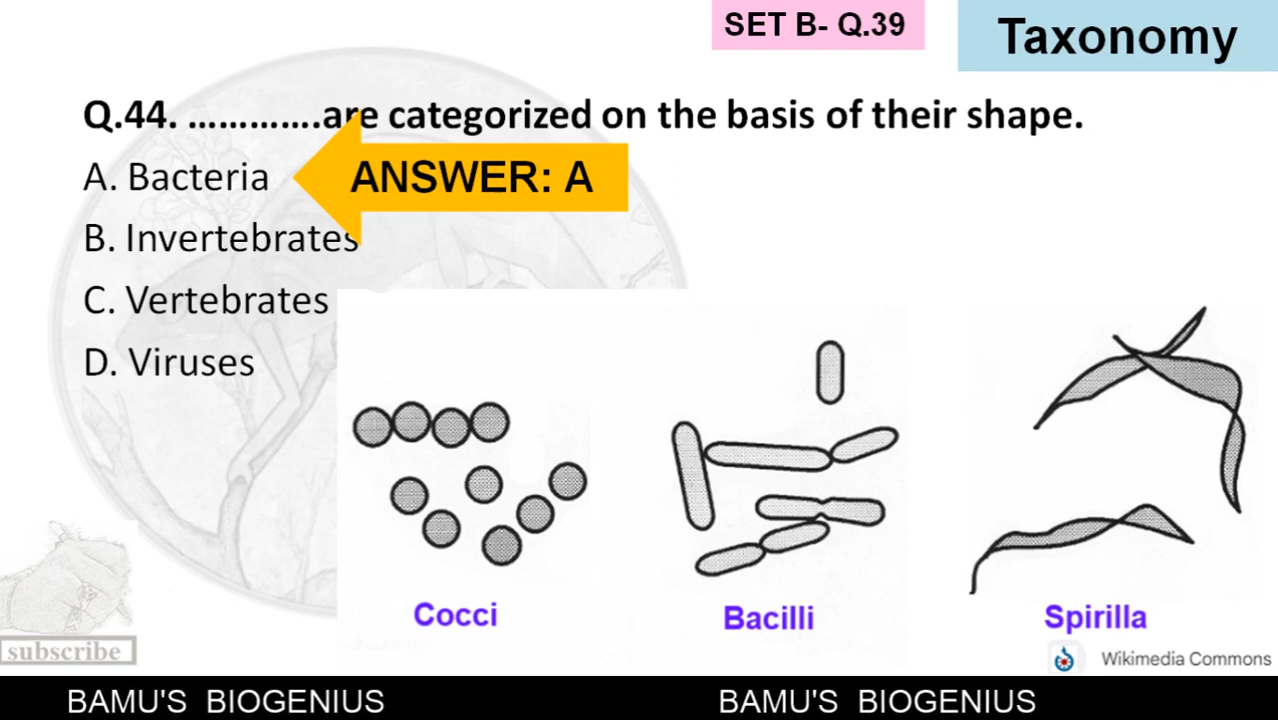 SET B- Q.39
Taxonomy
Q.44. .............are categorized on the basis of their shape.
A. Bacteria
ANSWER: A
B. Invertebrates
C. Vertebrates
D. Viruses
Cocci
Bacilli
Spirilla
subscribe
Wikimedia Commons
BAMU'S BIOGENIUS
BAMU'S BIOGENIUS